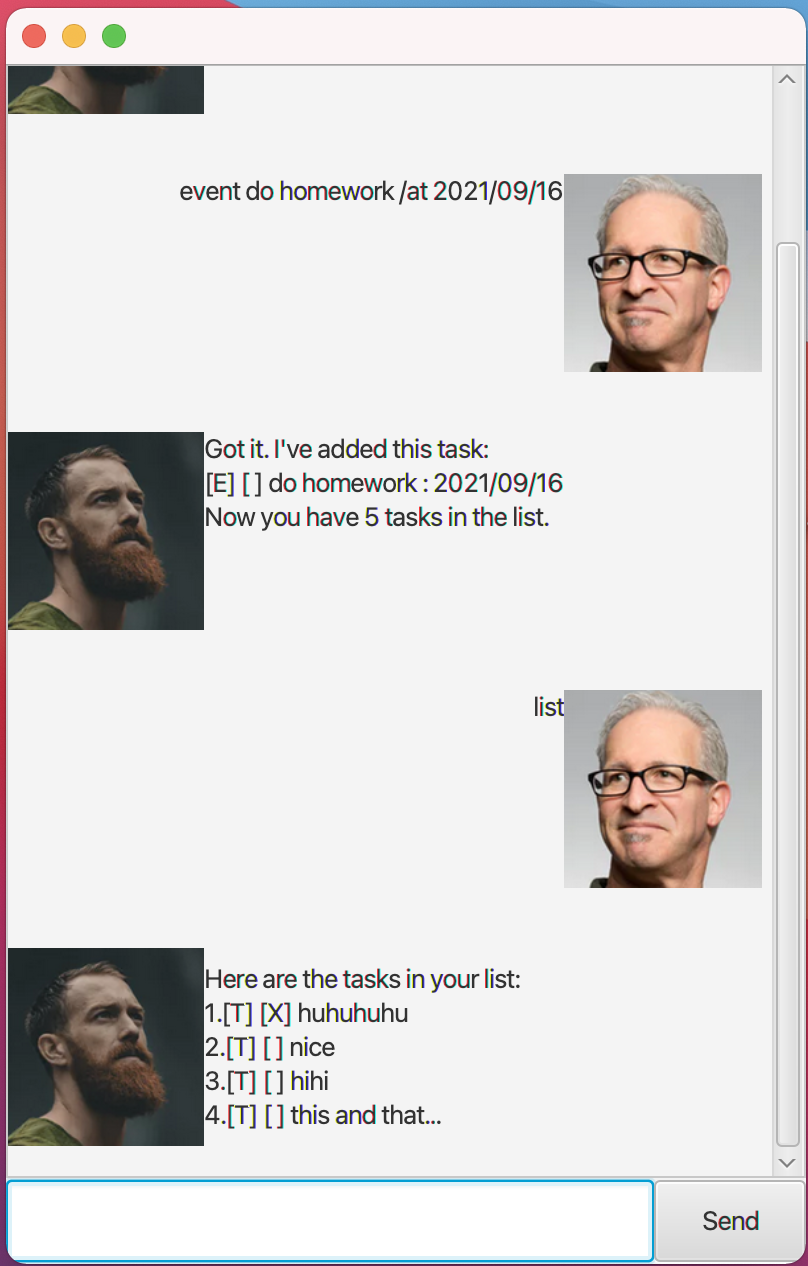 event do homework /at 2021/09/16
Got it. I've added this task:
[E] [ ] do homework : 2021/09/16
Now you have 5 tasks in the list.
list
Here are the tasks in your list:
1.[T] [X] huhuhuhu
2.[T] [ ] nice
3.[T] [ ] hihi
4.[T] [ ] this and that...
Send